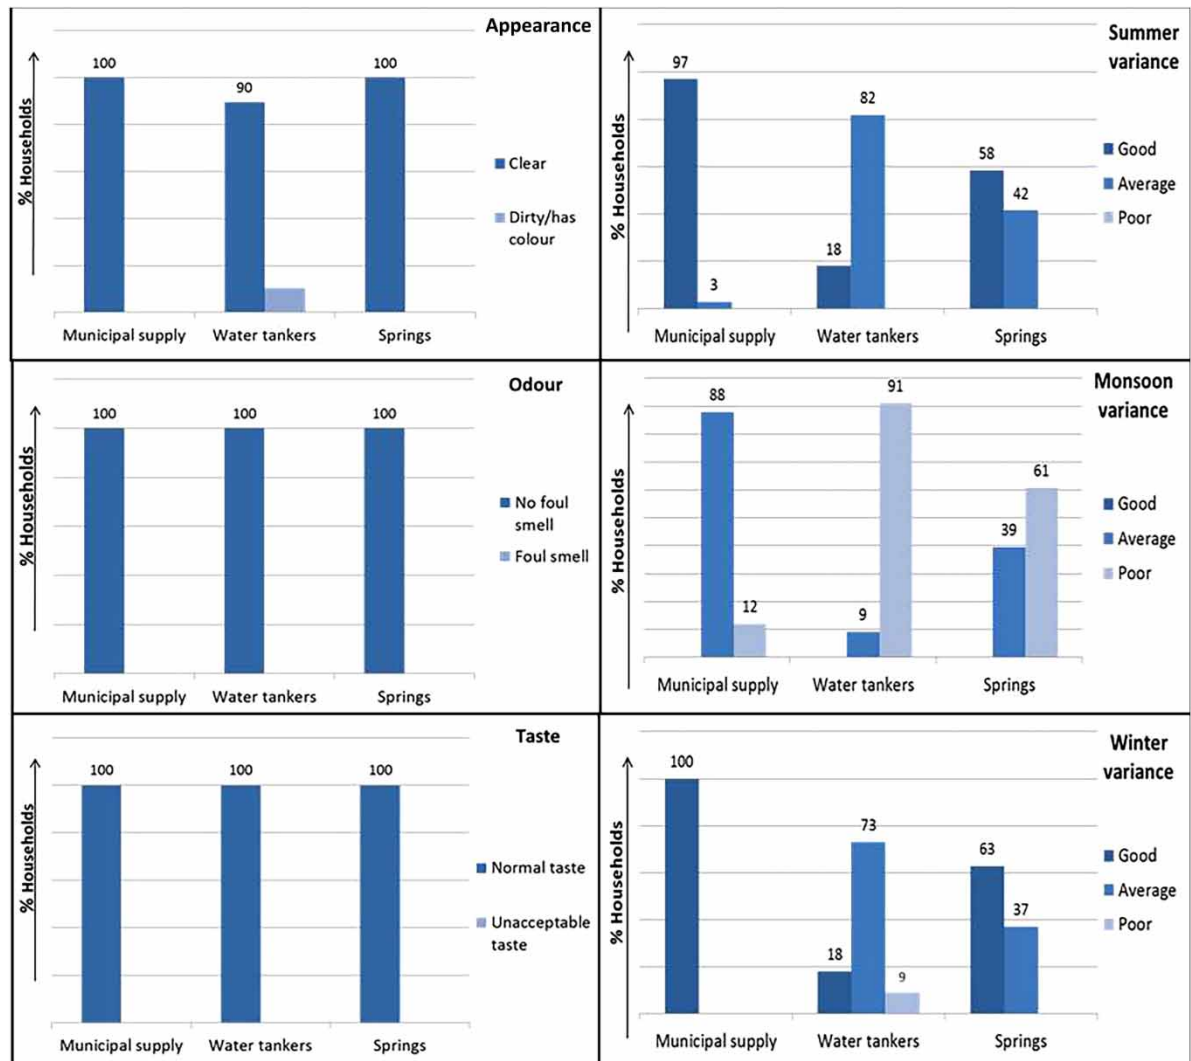 Appearance
% Households
100
90
100
Clear
Dirty/has
colour
Municipal supply
Water tankers
Springs
Summer
variance
% Households
97
3
18
82
58
42
Good
Average
Poor
Municipal supply
Water tankers
Springs
Odour
% Households
100
100
100
No foul
smell
Foul smell
Municipal supply
Water tankers
Springs
Monsoon
variance
% Households
88
12
9
91
39
61
Good
Average
Poor
Municipal supply
Water tankers
Springs
Taste
% Households
100
100
100
Normal taste
Unacceptable
taste
Municipal supply
Water tankers
Springs
Winter
variance
% Households
100
18
73
9
63
37
Good
Average
Poor
Municipal supply
Water tankers
Springs